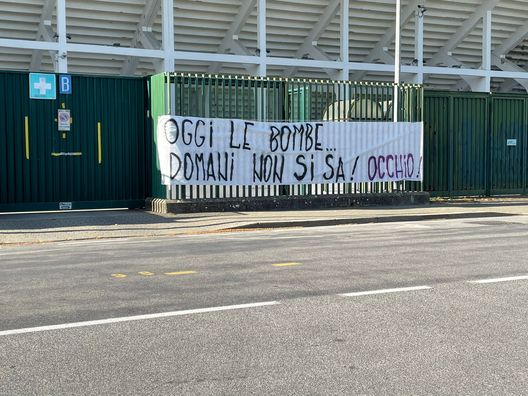 B
OGGI LE BOMBE...
DOMANI NON SI SA! OCCHIO!